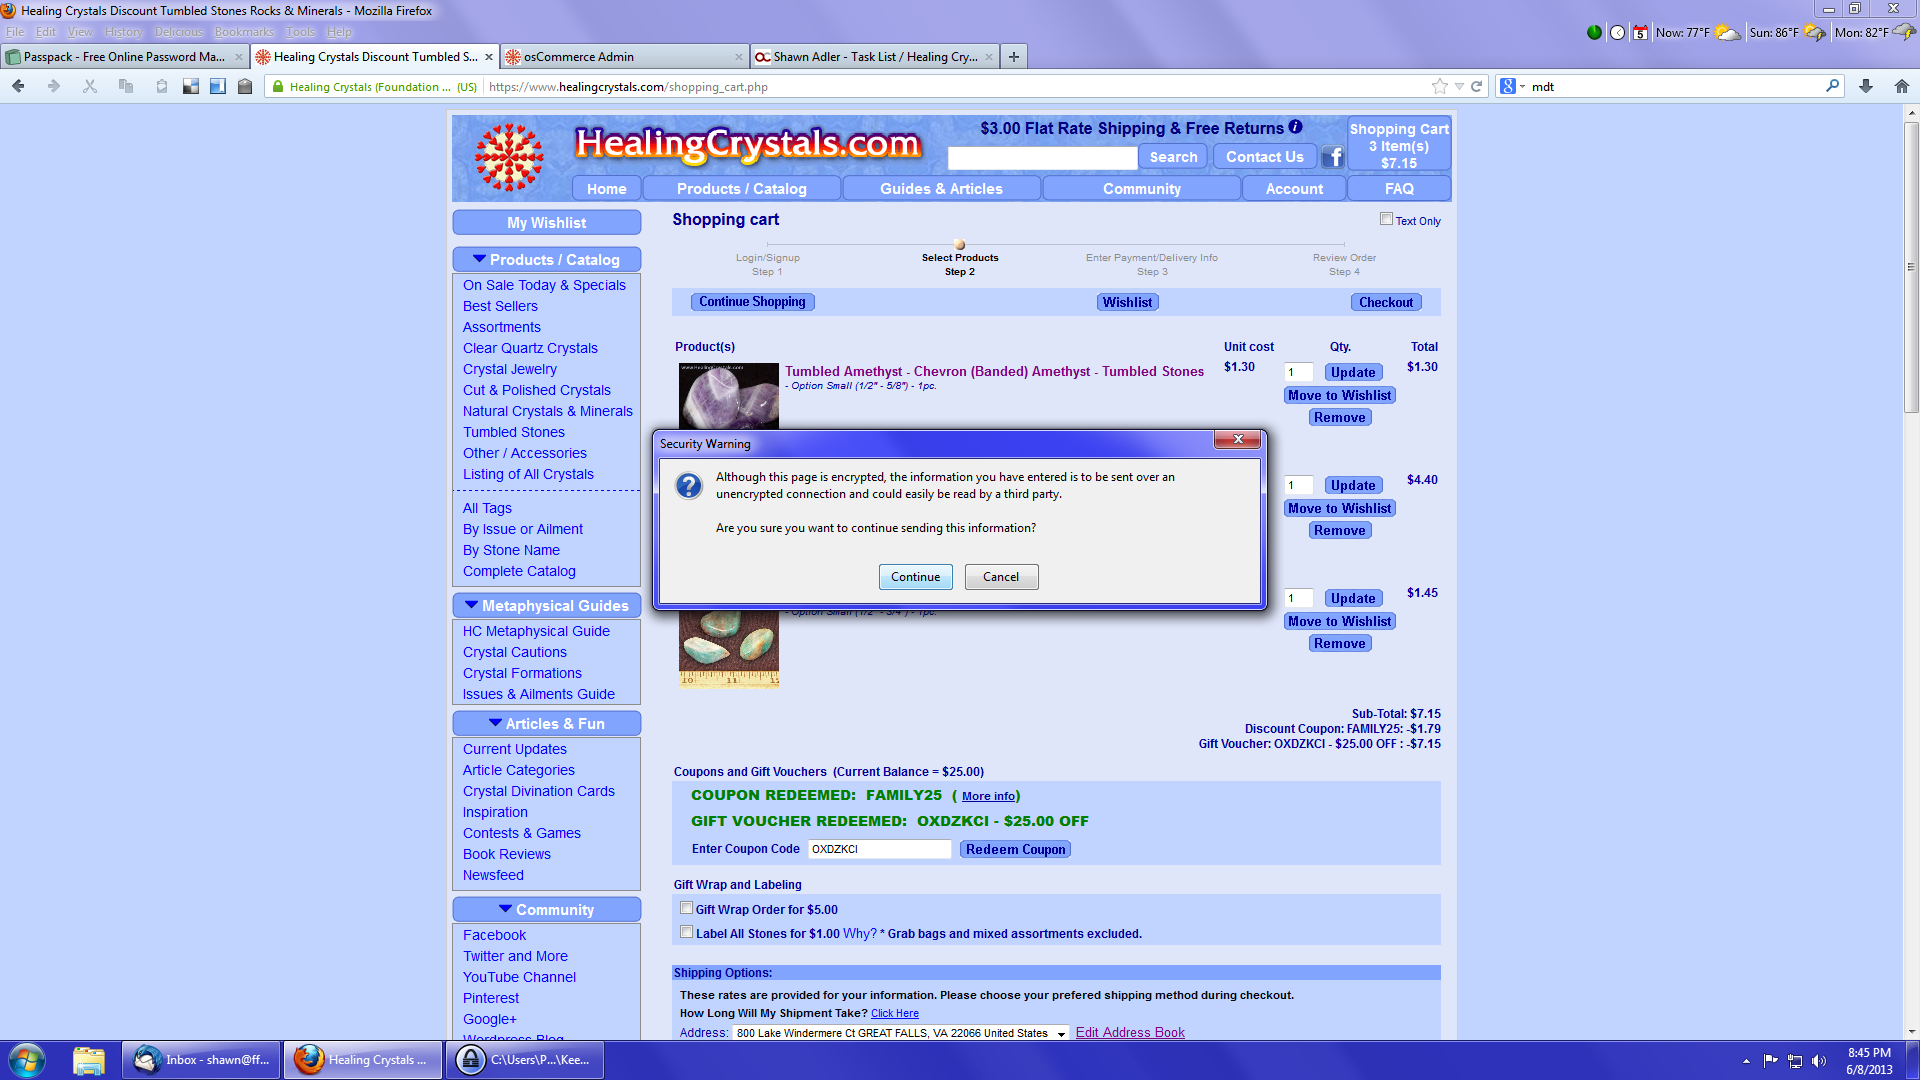 Healing Crystals Discount Tumbled Stones Rocks & Minerals - Mozilla Firefox
File Edit View History Delicious Bookmarks Tools Help
5 Now: 77°F Sun: 86°F Mon: 82°F
Passpack - Free Online Password Ma...
Healing Crystals Discount Tumbled S...
osCommerce Admin
Shawn Adler - Task List / Healing Cry...
Healing Crystals (Foundation ... (US)
https://www.healingcrystals.com/shopping_cart.php
mdt
HealingCrystals.com
$3.00 Flat Rate Shipping & Free Returns
Search
Contact Us
Shopping Cart
3 Item(s)
$7.15
Home
Products / Catalog
Guides & Articles
Community
Account
FAQ
My Wishlist
Products / Catalog
On Sale Today & Specials
Best Sellers
Assortments
Clear Quartz Crystals
Crystal Jewelry
Cut & Polished Crystals
Natural Crystals & Minerals
Tumbled Stones
Other / Accessories
Listing of All Crystals
All Tags
By Issue or Ailment
By Stone Name
Complete Catalog
Metaphysical Guides
HC Metaphysical Guide
Crystal Cautions
Crystal Formations
Issues & Ailments Guide
Articles & Fun
Current Updates
Article Categories
Crystal Divination Cards
Inspiration
Contests & Games
Book Reviews
Newsfeed
Community
Facebook
Twitter and More
YouTube Channel
Pinterest
Google+
Wordpress Blog
Shopping cart
Text Only
Login/Signup
Step 1
Select Products
Step 2
Enter Payment/Delivery Info
Step 3
Review Order
Step 4
Continue Shopping
Wishlist
Checkout
Product(s) Unit cost Qty. Total
www.HealingCrystals.com
Tumbled Amethyst - Chevron (Banded) Amethyst - Tumbled Stones
- Option Small (1/2" - 5/8") - 1pc.
$1.30 1 Update $1.30
Move to Wishlist
Remove
1 Update $4.40
Move to Wishlist
Remove
Security Warning
Although this page is encrypted, the information you have entered is to be sent over an
unencrypted connection and could easily be read by a third party.
Are you sure you want to continue sending this information?
Continue
Cancel
- Option Small (1/2" - 3/4") - 1pc.
1 Update $1.45
Move to Wishlist
Remove
10 11 12
Sub-Total: $7.15
Discount Coupon: FAMILY25: -$1.79
Gift Voucher: OXDZKCI - $25.00 OFF : -$7.15
Coupons and Gift Vouchers (Current Balance = $25.00)
COUPON REDEEMED: FAMILY25 ( More info)
GIFT VOUCHER REDEEMED: OXDZKCI - $25.00 OFF
Enter Coupon Code OXDZKCI Redeem Coupon
Gift Wrap and Labeling
Gift Wrap Order for $5.00
Label All Stones for $1.00 Why? * Grab bags and mixed assortments excluded.
Shipping Options:
These rates are provided for your information. Please choose your prefered shipping method during checkout.
How Long Will My Shipment Take? Click Here
Address: 800 Lake Windermere Ct GREAT FALLS, VA 22066 United States Edit Address Book
Inbox - shawn@ff...
Healing Crystals ...
C:\Users\P...\Kee...
8:45 PM
6/8/2013